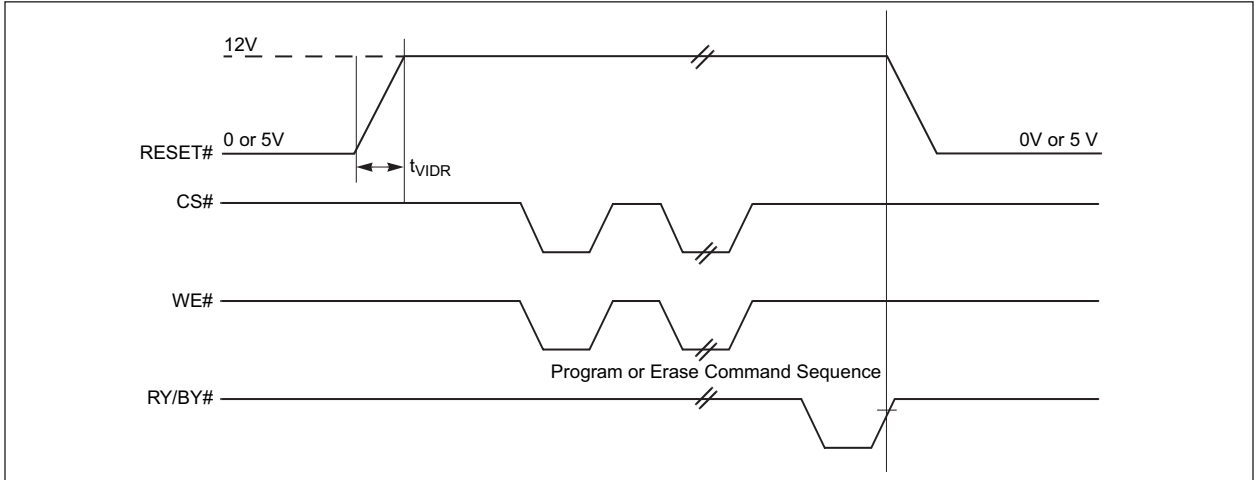 12V
0 or 5V
0V or 5 V
RESET#
tVIDR
CS#
WE#
Program or Erase Command Sequence
RY/BY#